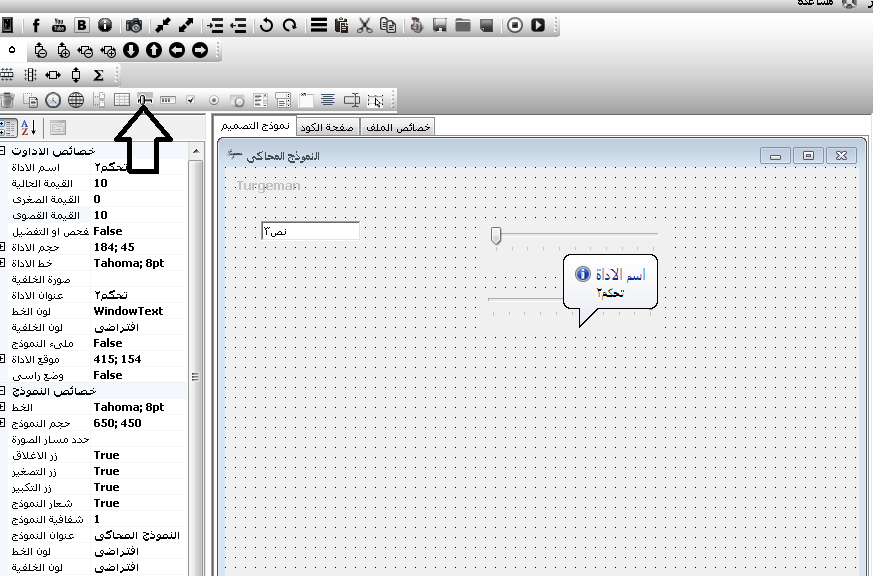 مساعدة
نموذج التصميم
صفحة الكود
خصائص الملف
خصائص الاداوت
اسم الاداة تحكم٢
القيمة الحالية 10
القيمة الصغرى 0
القيمة القصوى 10
فحص او التفضيل False
حجم الاداة 184; 45
خط الاداة Tahoma; 8pt
صورة الخلفية
عنوان الاداة تحكم٢
لون الخط WindowText
لون الخلفية افتراضي
مليء النموذج False
موقع الاداة 415; 154
وضع راسي False
خصائص النموذج
الخط Tahoma; 8pt
حجم النموذج 650; 450
حدد مسار الصورة
زر الاغلاق True
زر التصغير True
زر التكبير True
شعار النموذج True
شفافية النموذج 1
عنوان النموذج النموذج المحاكي
لون الخط افتراضي
لون الخلفية افتراضي
النموذج المحاكي
Turgeman
نص٣
اسم الاداة
تحكم٢